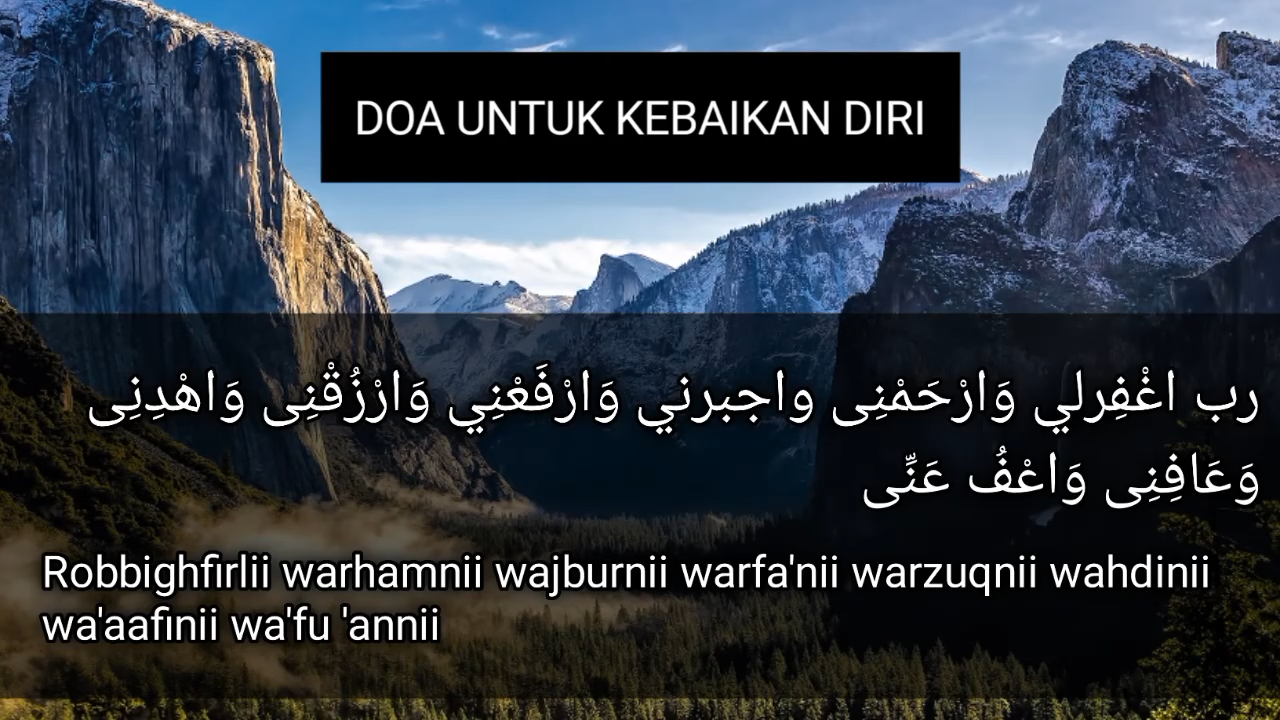 DOA UNTUK KEBAIKAN DIRI
رب اغْفِرلي وَارْحَمْنِى واجبرني وَارْفَعْنِي وَارْزُقْنِى وَاهْدِنِى
وَعَافِنِى وَاعْفُ عَنِّى
Robbighfirlii warhamnii wajburnii warfa'nii warzuqnii wahdinii
wa'aafinii wa'fu 'annii